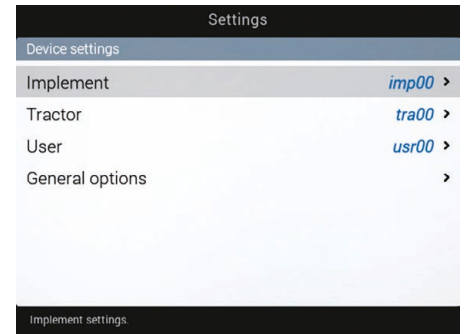 Settings
Device settings
Implement imp00 >
Tractor tra00 >
User usr00 >
General options >
Implement settings.